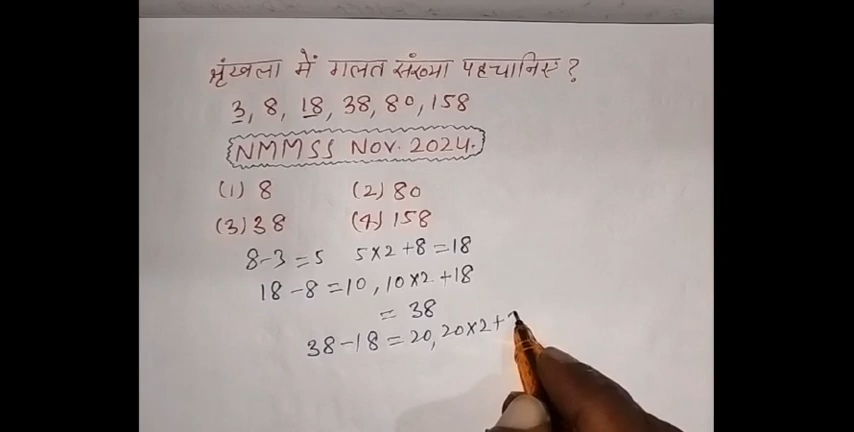 श्रृंखला में गलत संख्या पहचानिए ?
3, 8, 18, 38, 80, 158
NMMSS NOV. 2024.
(1) 8 (2) 80
(3) 38 (4) 158
8-3=5 5×2+8=18
18-8=10, 10×2+18
= 38
38-18=20, 20×2+